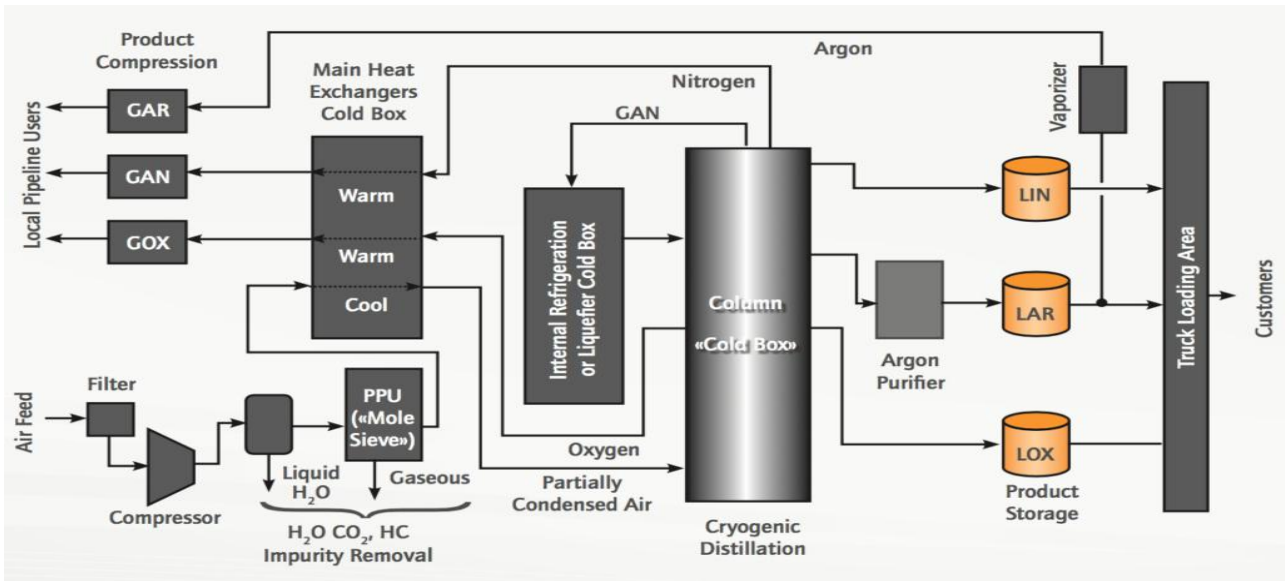 Product
Compression
Argon
Main Heat
Exchangers
Cold Box
Nitrogen
GAN
Vaporizer
Local Pipeline Users
GAR
GAN
GOX
Warm
Warm
Cool
Internal Refrigeration
or Liquefier Cold Box
Column
«Cold Box»
LIN
LAR
LOX
Argon
Purifier
Truck Loading Area
Customers
Air Feed
Filter
Compressor
PPU
(«Mole
Sieve»)
Liquid
H₂O
Gaseous
H₂O CO₂, HC
Impurity Removal
Oxygen
Partially
Condensed Air
Cryogenic
Distillation
Product
Storage